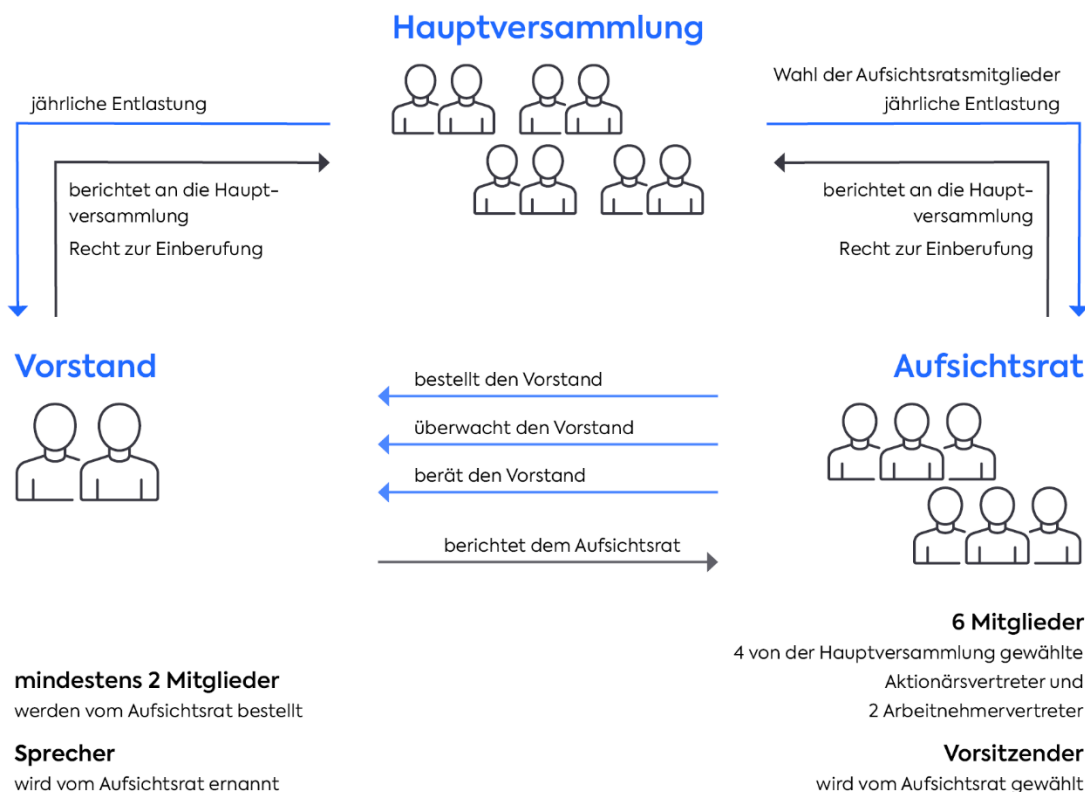 Hauptversammlung
jährliche Entlastung
berichtet an die Haupt-
versammlung
Recht zur Einberufung
Wahl der Aufsichtsratsmitglieder
jährliche Entlastung
berichtet an die Haupt-
versammlung
Recht zur Einberufung
Vorstand
Aufsichtsrat
bestellt den Vorstand
überwacht den Vorstand
berät den Vorstand
berichtet dem Aufsichtsrat
mindestens 2 Mitglieder
werden vom Aufsichtsrat bestellt
Sprecher
wird vom Aufsichtsrat ernannt
6 Mitglieder
4 von der Hauptversammlung gewählte
Aktionärsvertreter und
2 Arbeitnehmervertreter
Vorsitzender
wird vom Aufsichtsrat gewählt